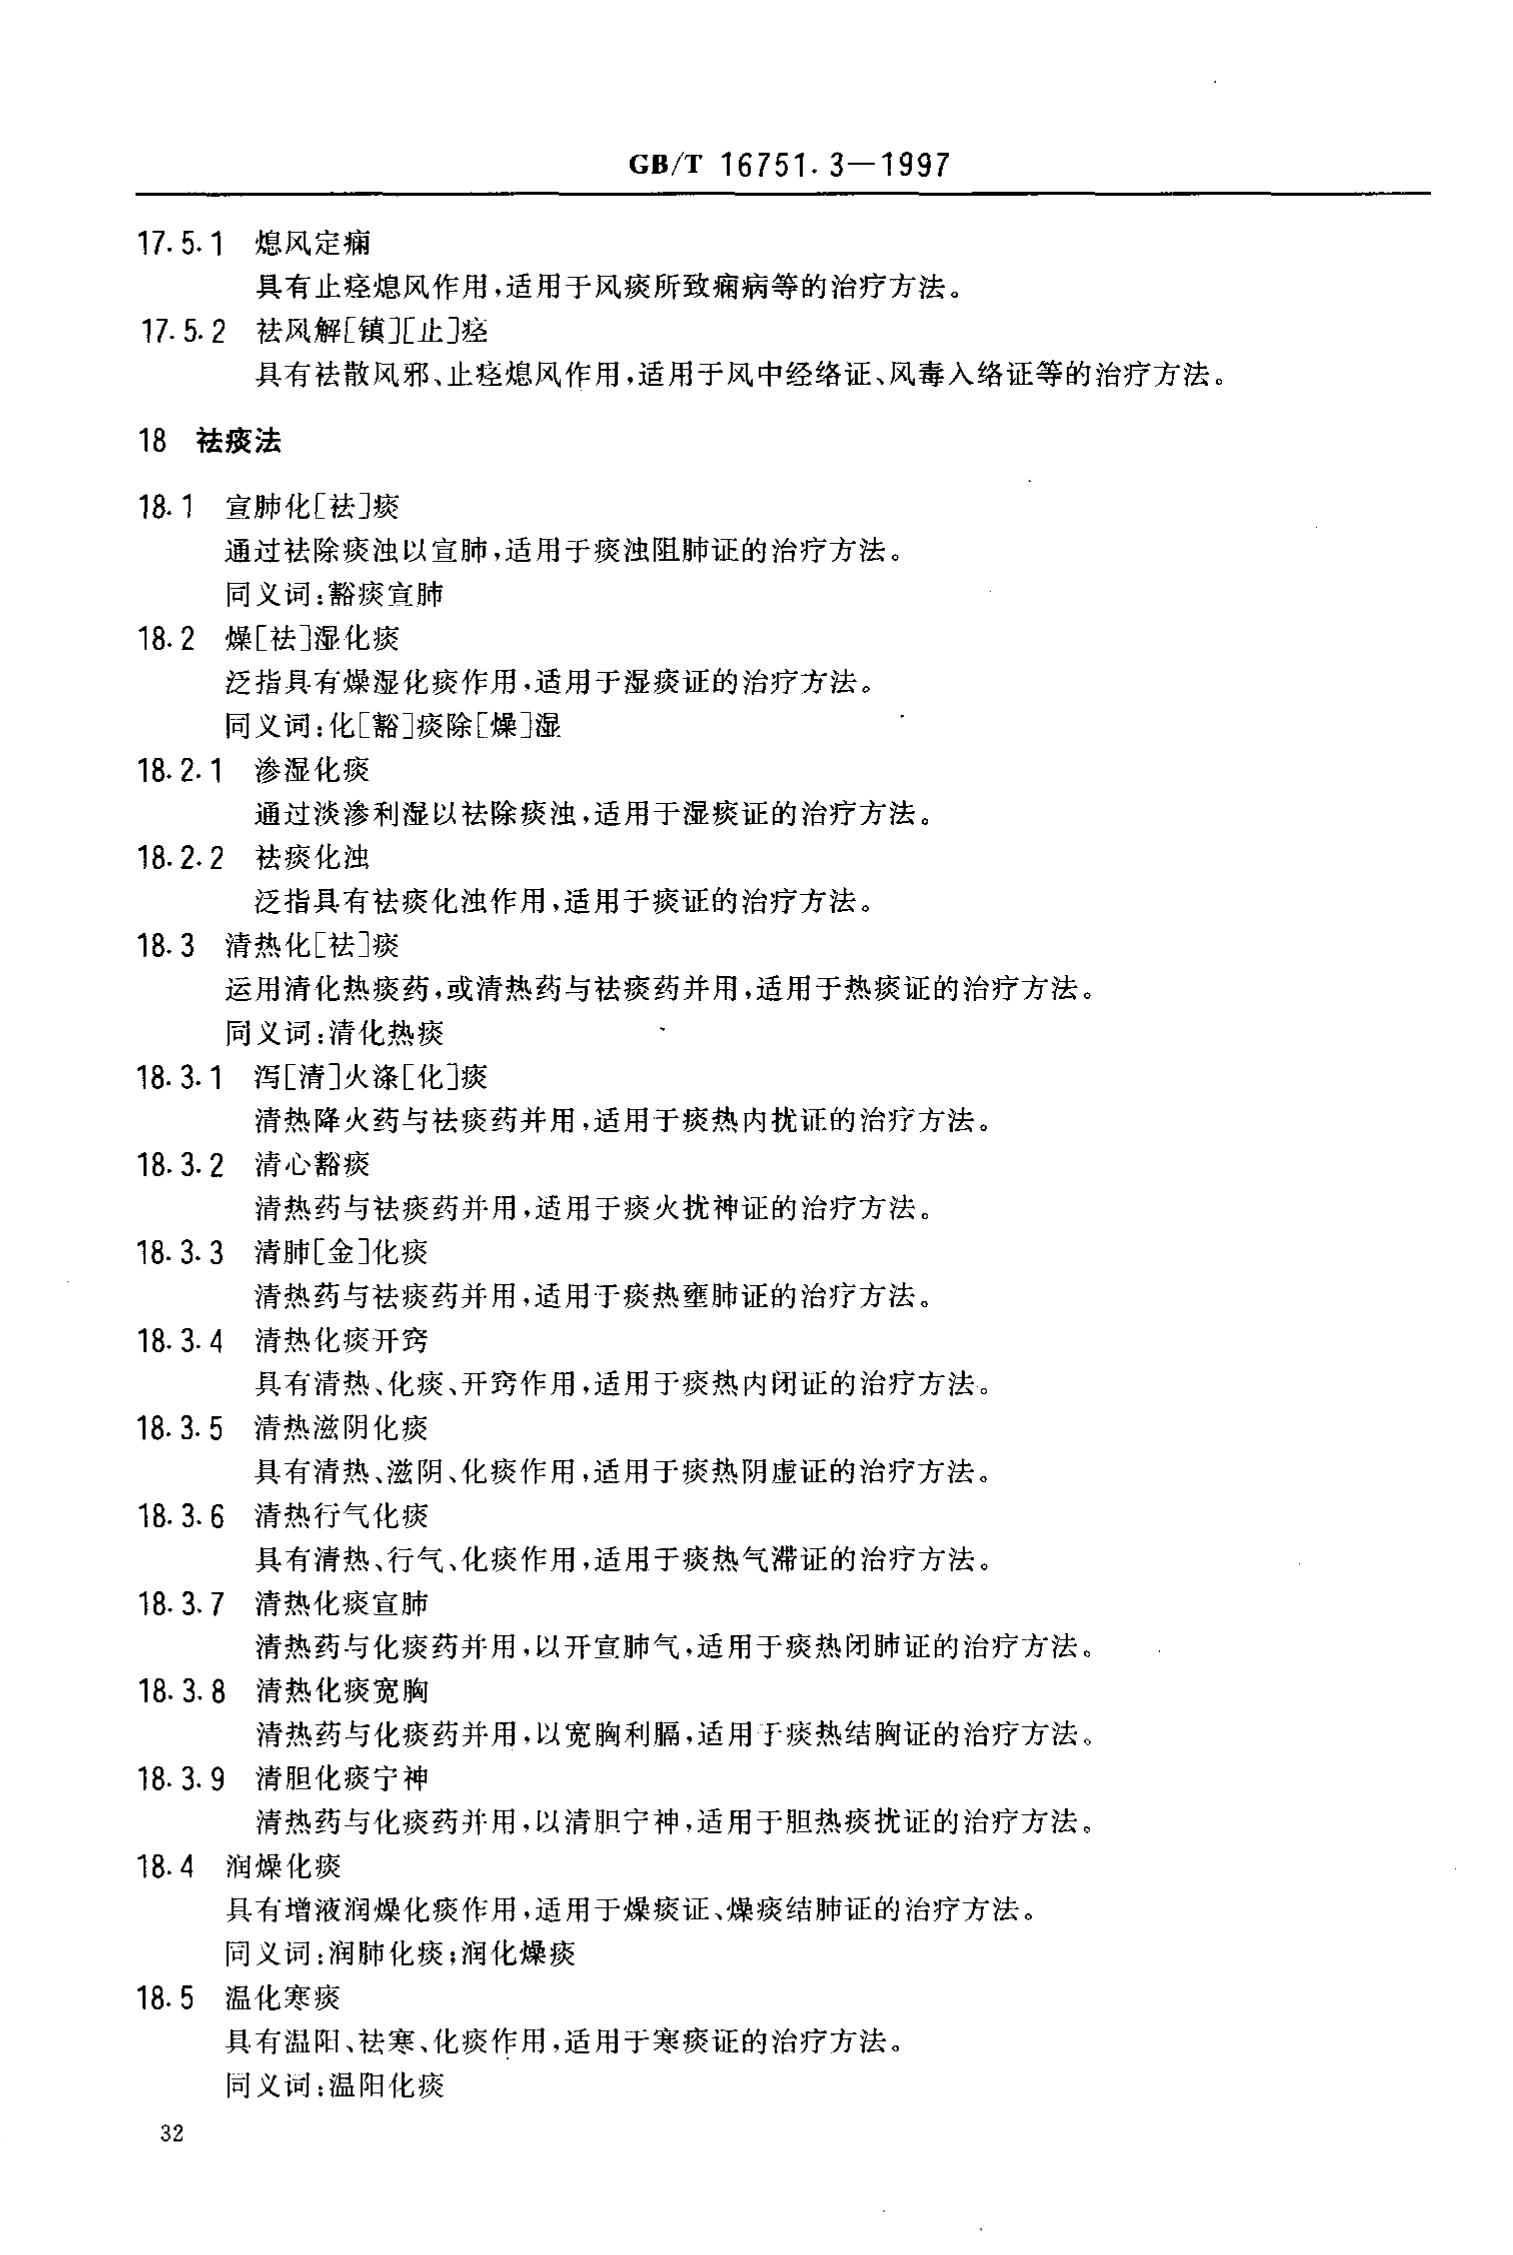 GB/T 16751.3—1997
17.5.1 熄风定痫
具有止痉熄风作用,适用于风痰所致痫病等的治疗方法。
17.5.2 祛风解[镇][止]痉
具有祛散风邪、止痉熄风作用,适用于风中经络证、风毒入络证等的治疗方法。
18 祛痰法
18.1 宣肺化[祛]痰
通过祛除痰浊以宣肺,适用于痰浊阻肺证的治疗方法。
同义词:豁痰宣肺
18.2 燥[祛]湿化痰
泛指具有燥湿化痰作用,适用于湿痰证的治疗方法。
同义词:化[豁]痰除[燥]湿
18.2.1 渗湿化痰
通过淡渗利湿以祛除痰浊,适用于湿痰证的治疗方法。
18.2.2 祛痰化浊
泛指具有祛痰化浊作用,适用于痰证的治疗方法。
18.3 清热化[祛]痰
运用清化热痰药,或清热药与祛痰药并用,适用于热痰证的治疗方法。
同义词:清化热痰
18.3.1 泻[清]火涤[化]痰
清热降火药与祛痰药并用,适用于痰热内扰证的治疗方法。
18.3.2 清心豁痰
清热药与祛痰药并用,适用于痰火扰神证的治疗方法。
18.3.3 清肺[金]化痰
清热药与祛痰药并用,适用于痰热壅肺证的治疗方法。
18.3.4 清热化痰开窍
具有清热、化痰、开窍作用,适用于痰热内闭证的治疗方法。
18.3.5 清热滋阴化痰
具有清热、滋阴、化痰作用,适用于痰热阴虚证的治疗方法。
18.3.6 清热行气化痰
具有清热、行气、化痰作用,适用于痰热气滞证的治疗方法。
18.3.7 清热化痰宣肺
清热药与化痰药并用,以开宣肺气,适用于痰热闭肺证的治疗方法。
18.3.8 清热化痰宽胸
清热药与化痰药并用,以宽胸利膈,适用于痰热结胸证的治疗方法。
18.3.9 清胆化痰宁神
清热药与化痰药并用,以清胆宁神,适用于胆热痰扰证的治疗方法。
18.4 润燥化痰
具有增液润燥化痰作用,适用于燥痰证、燥痰结肺证的治疗方法。
同义词:润肺化痰;润化燥痰
18.5 温化寒痰
具有温阳、祛寒、化痰作用,适用于寒痰证的治疗方法。
同义词:温阳化痰
32